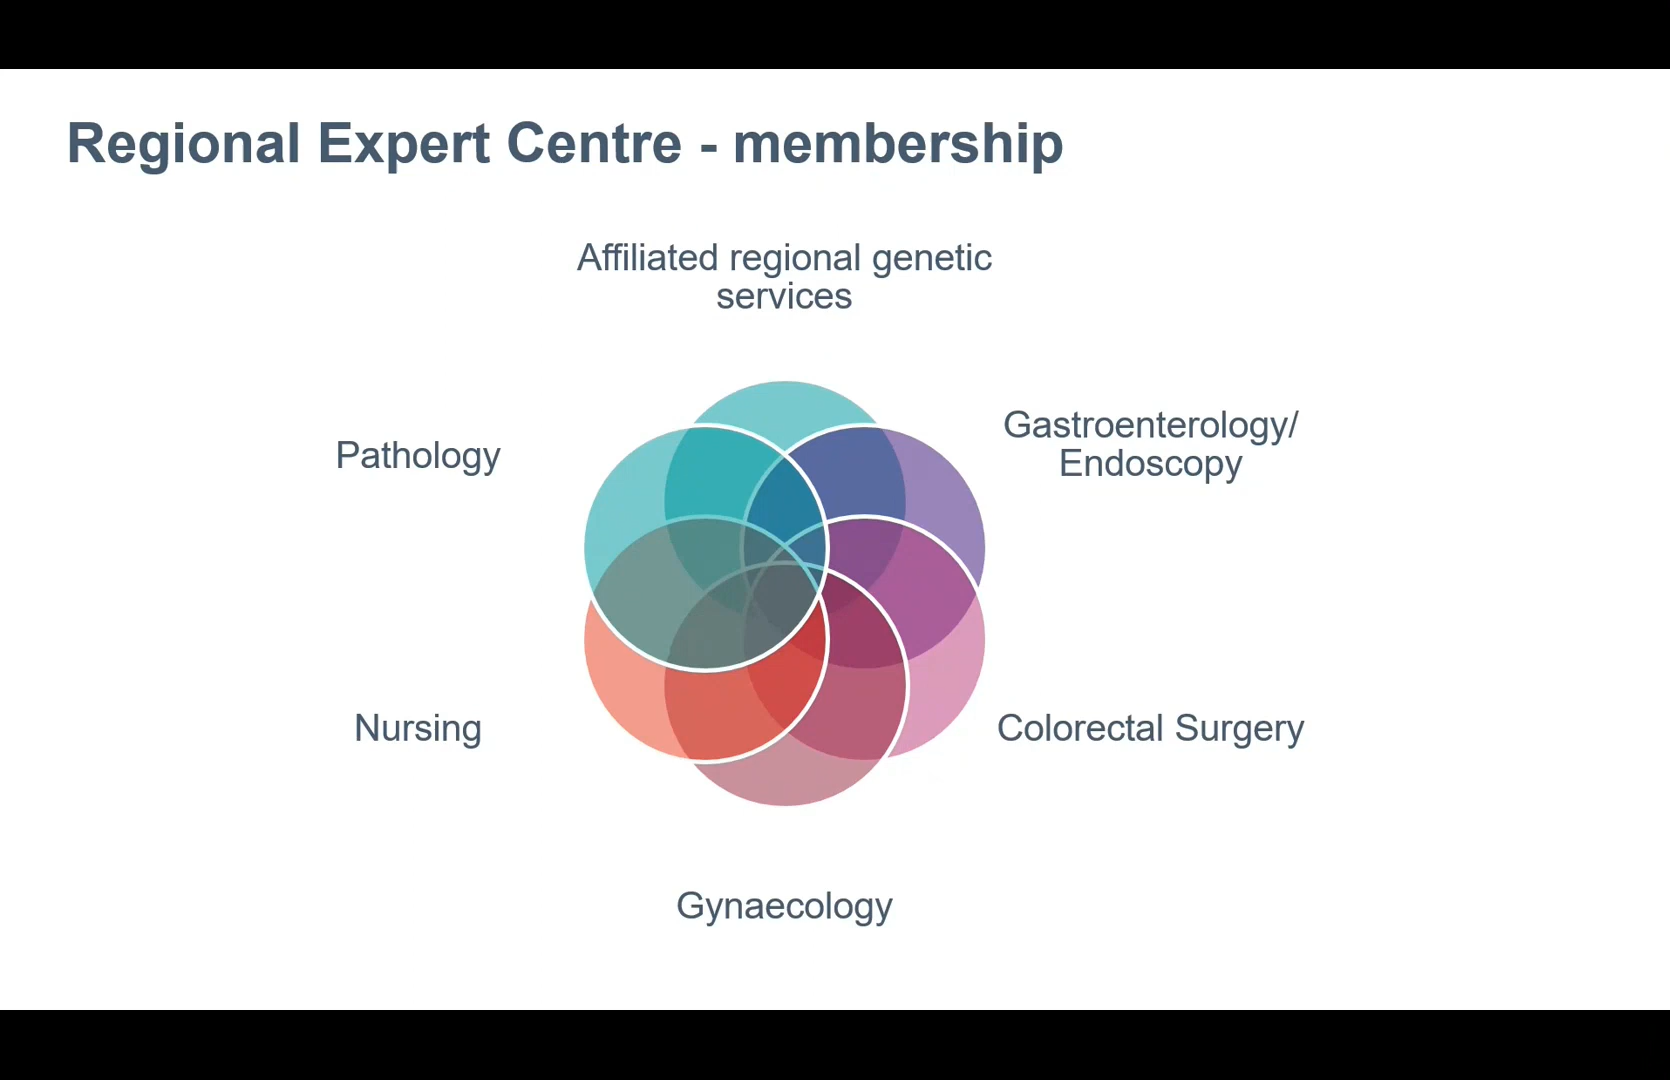 Regional Expert Centre - membership
Affiliated regional genetic
services
Gastroenterology/
Endoscopy
Pathology
Nursing
Colorectal Surgery
Gynaecology